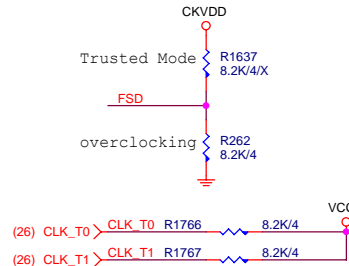 CKVDD
Trusted Mode R1637
8.2K/4/X
FSD
overclocking R262
8.2K/4
(26) CLK_T0 CLK_T0 R1766 8.2K/4
(26) CLK_T1 CLK_T1 R1767 8.2K/4